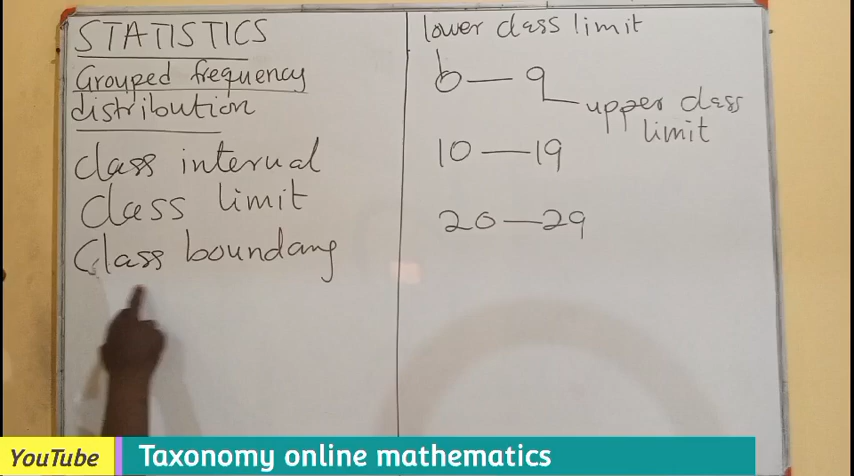 STATISTICS
Grouped frequency
distribution
class interval
class limit
Class boundary
lower class limit
0 — 9
upper class
limit
10 — 19
20 — 29
YouTube
Taxonomy online mathematics